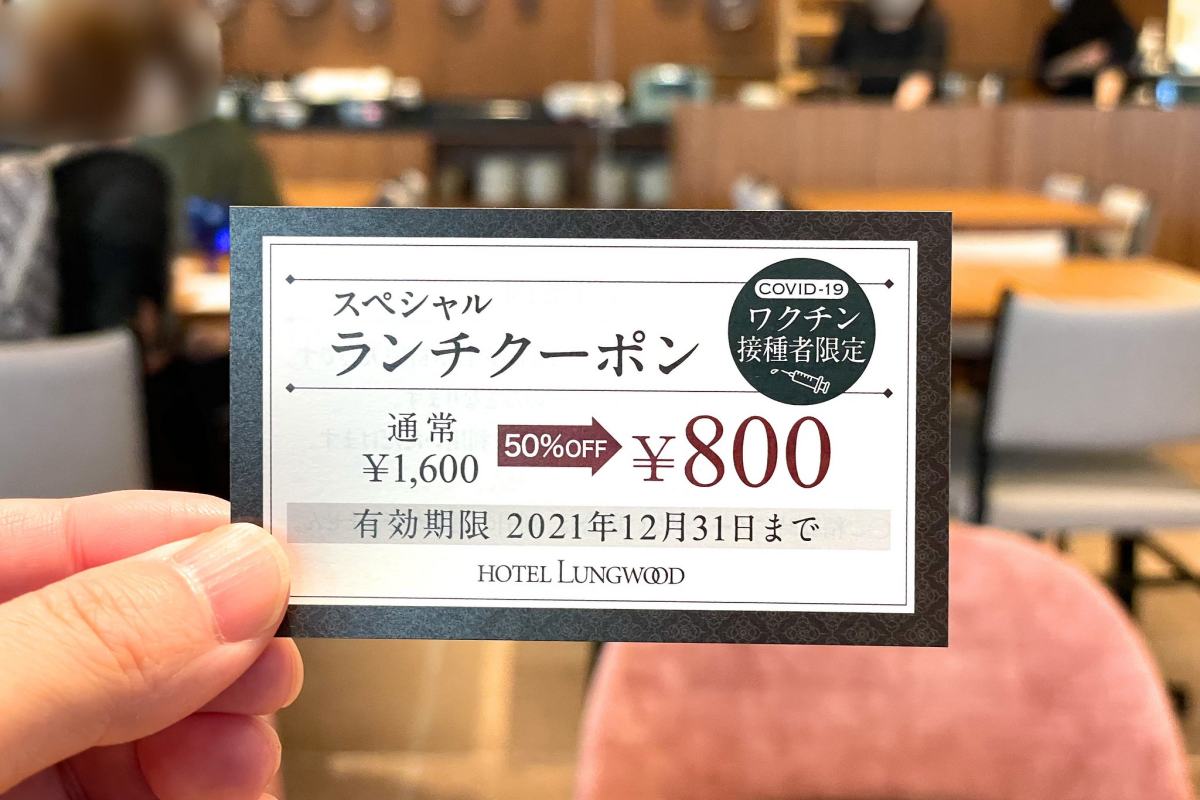 スペシャル
ランチクーポン
COVID-19
ワクチン
接種者限定
通常
¥1,600
50%OFF
¥800
有効期限 2021年12月31日まで
HOTEL LUNGWOOD